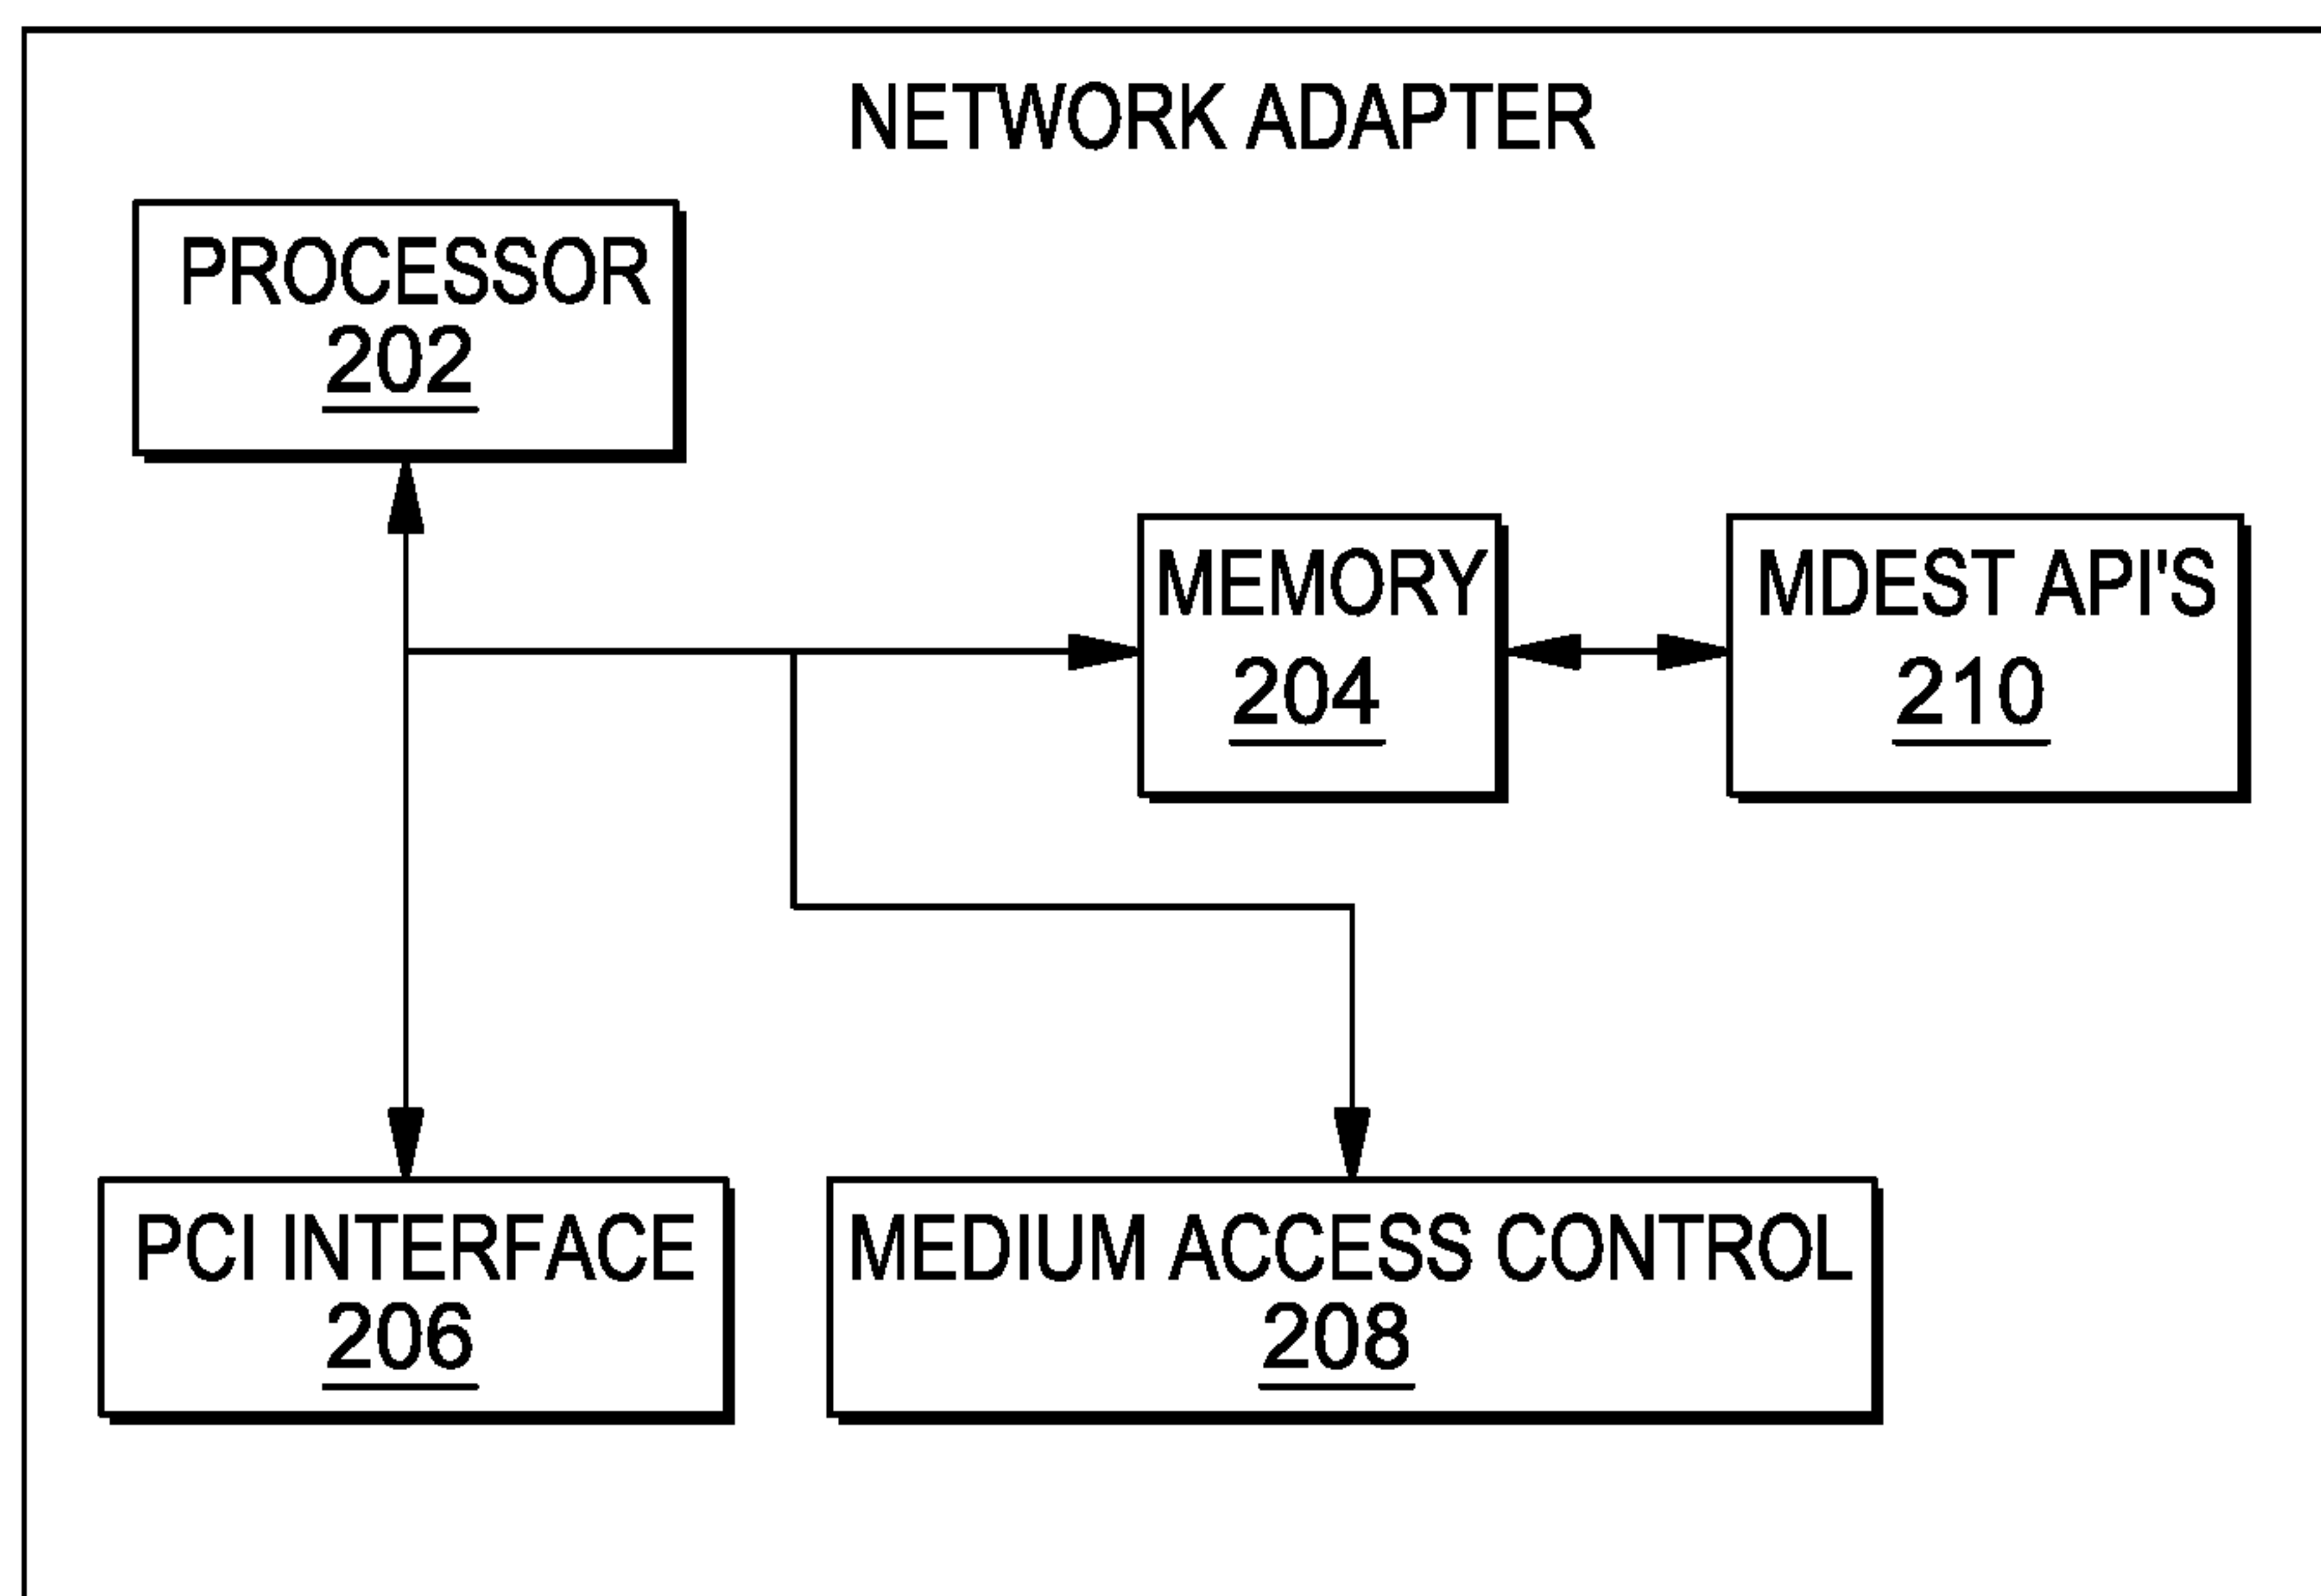 NETWORK ADAPTER
PROCESSOR
202
MEMORY
204
MDEST API'S
210
PCI INTERFACE
206
MEDIUM ACCESS CONTROL
208